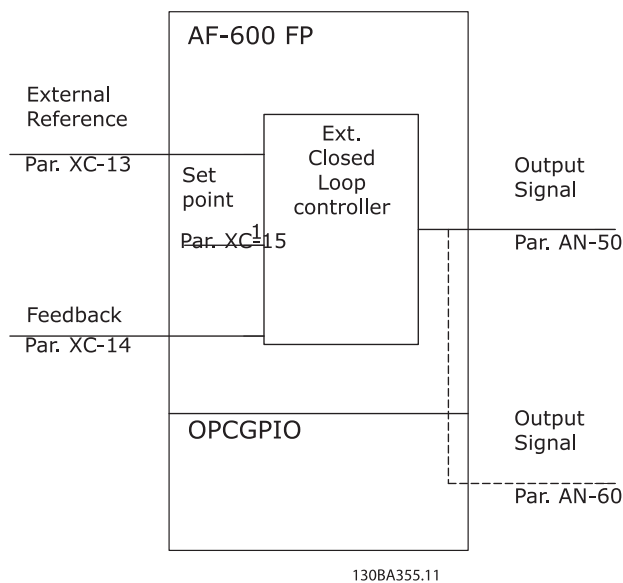 AF-600 FP
External
Reference
Par. XC-13
Set
point
Par. XC-15
1
Ext.
Closed
Loop
controller
Output
Signal
Par. AN-50
Feedback
Par. XC-14
OPCGPIO
Output
Signal
Par. AN-60
130BA355.11